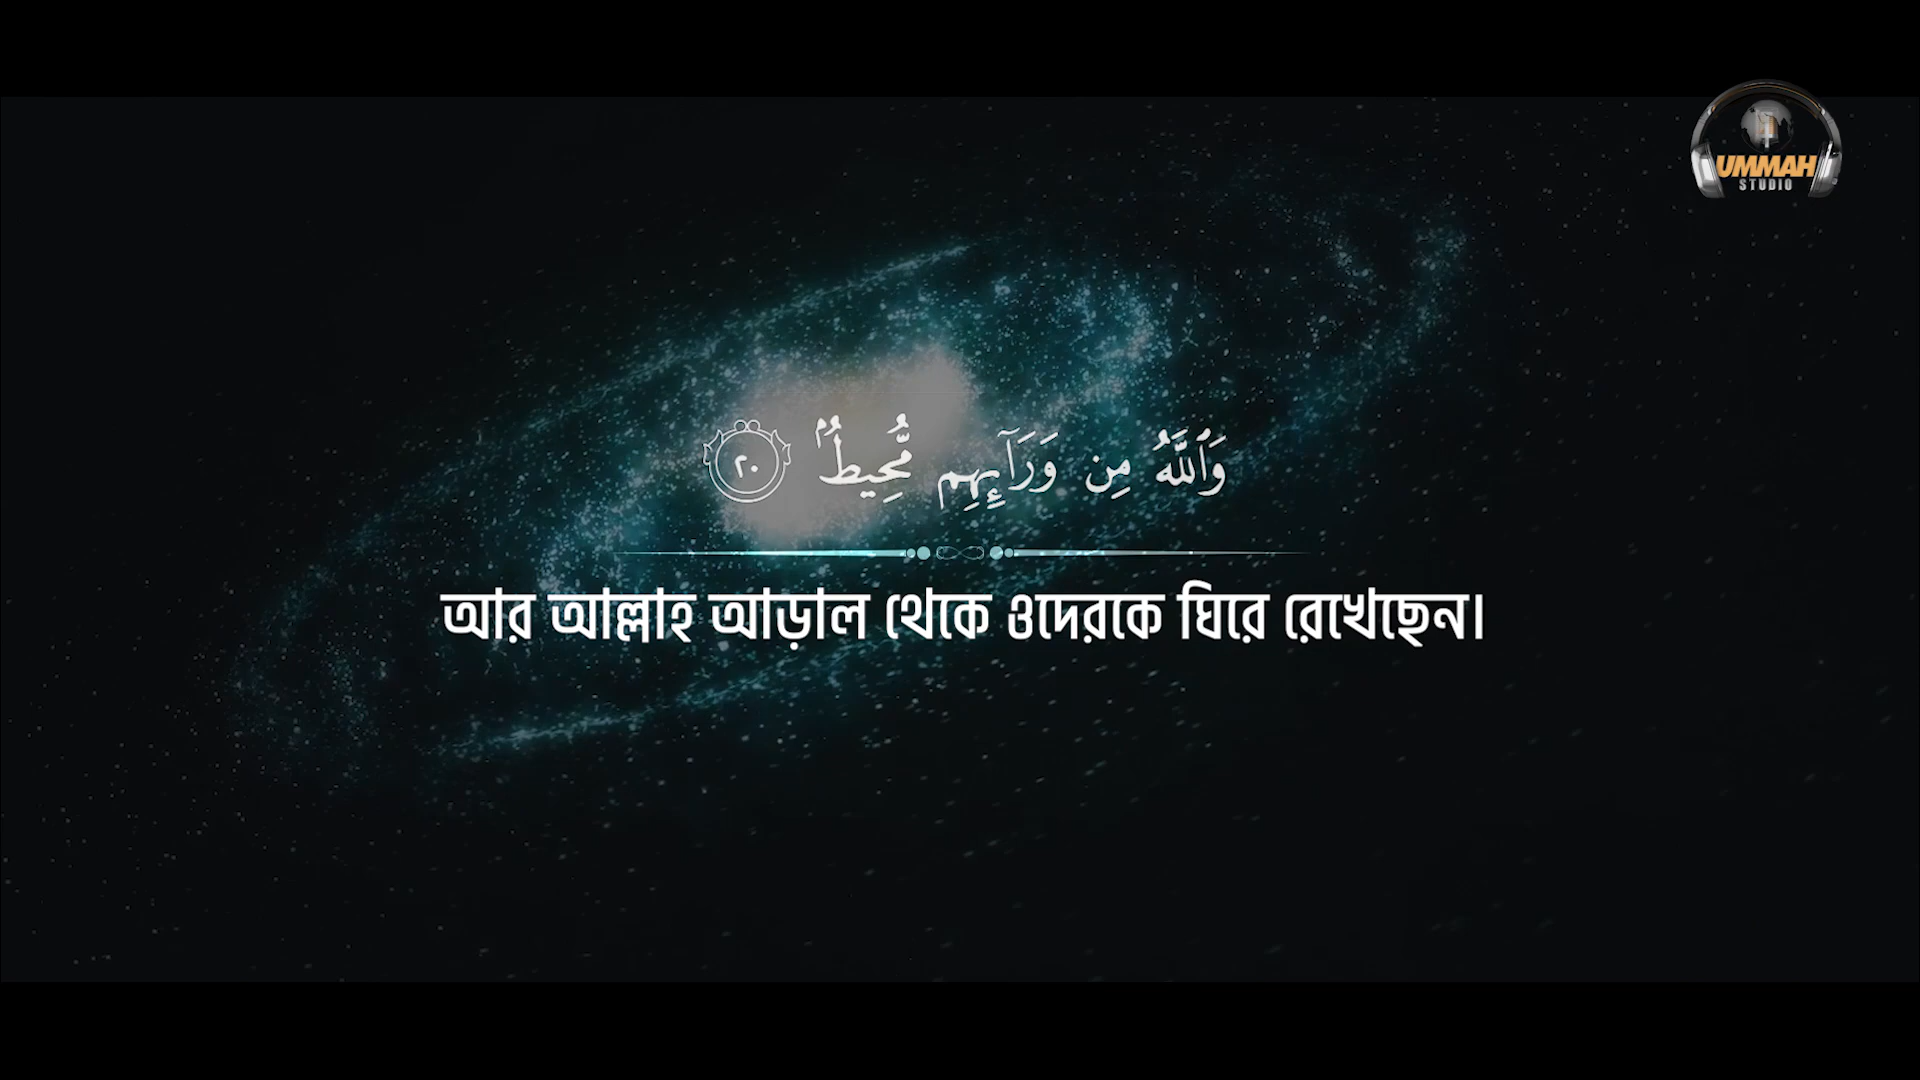 UMMAH
STUDIO
وَٱللَّهُ مِن وَرَآئِهِم مُّحِيطٌۢ ٢٠
আর আল্লাহ আড়াল থেকে ওদেরকে ঘিরে রেখেছেন।